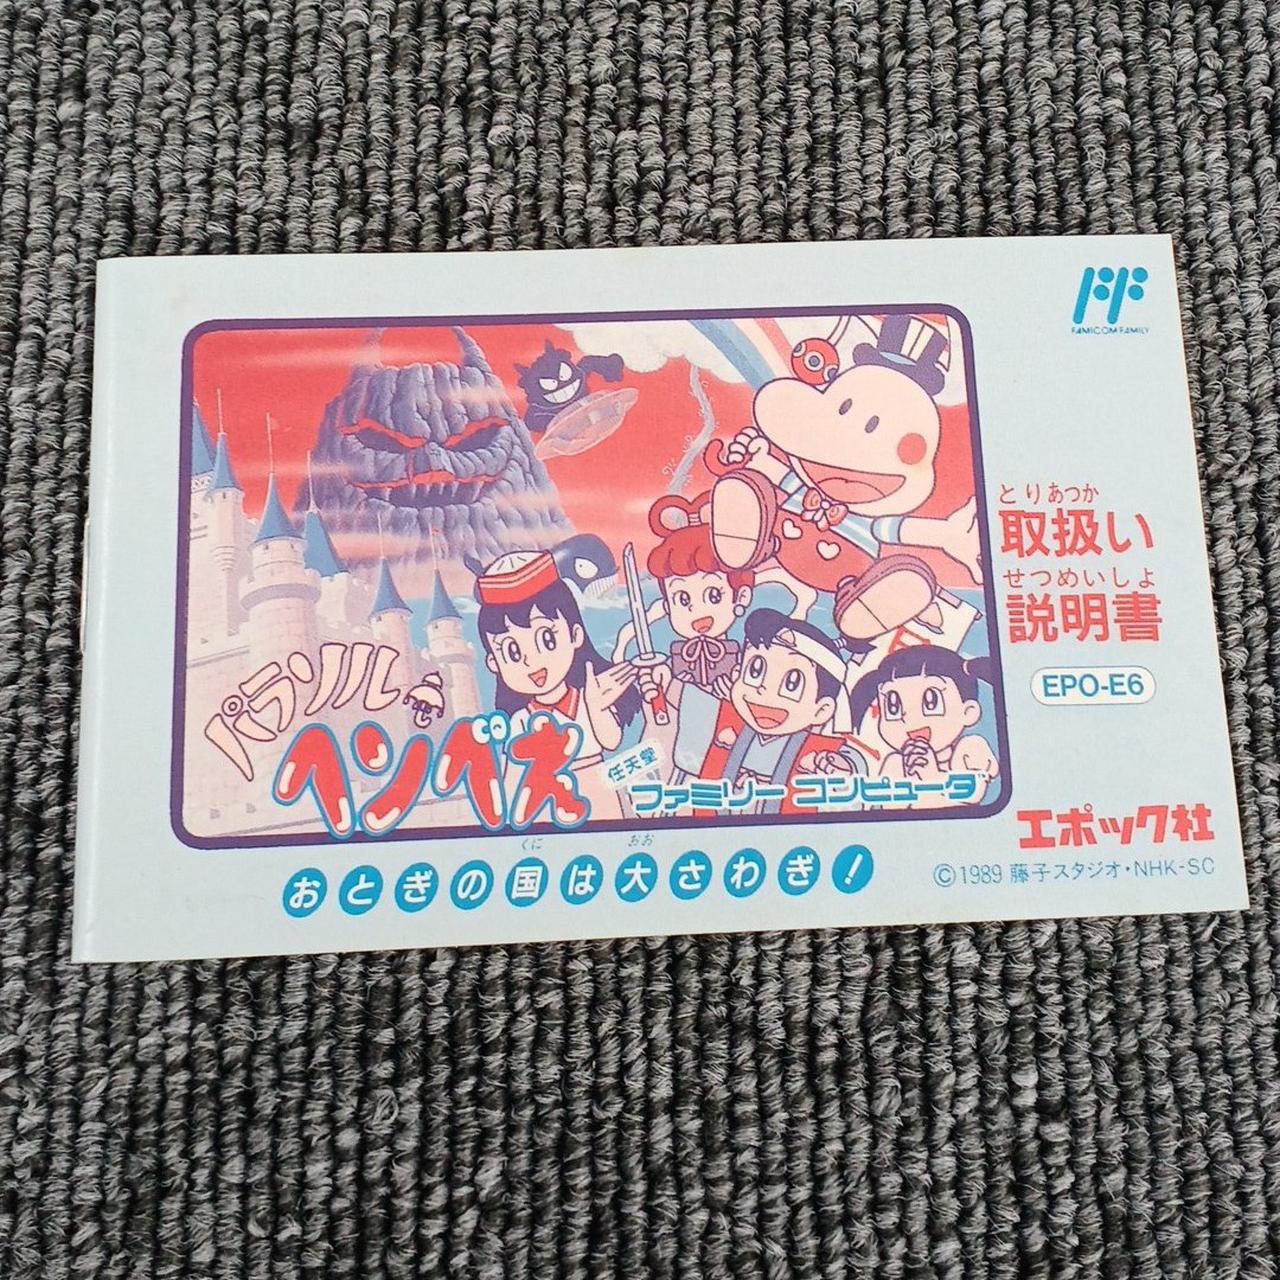 FAMICOM FAMILY
とりあつか
取扱い
せつめいしょ
説明書
EPO-E6
パラソル
ヘンべえ
任天堂
ファミリー コンピュータ
エポック社
くに おお
おとぎの国は大さわぎ!
©1989 藤子スタジオ・NHK-SC